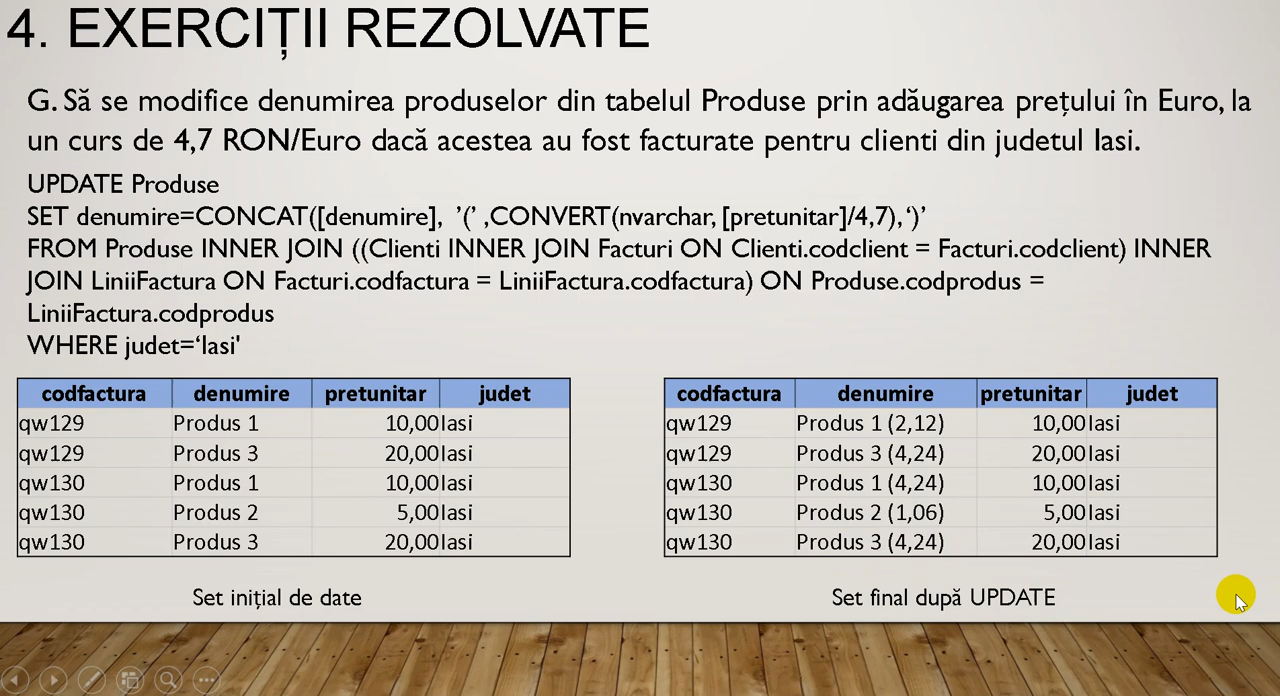 4. EXERCIȚII REZOLVATE
G. Să se modifice denumirea produselor din tabelul Produse prin adăugarea prețului în Euro, la
un curs de 4,7 RON/Euro dacă acestea au fost facturate pentru clienti din judetul Iasi.
UPDATE Produse
SET denumire=CONCAT([denumire], '(' ,CONVERT(nvarchar, [pretunitar]/4,7),‘)’
FROM Produse INNER JOIN ((Clienti INNER JOIN Facturi ON Clienti.codclient = Facturi.codclient) INNER
JOIN LiniiFactura ON Facturi.codfactura = LiniiFactura.codfactura) ON Produse.codprodus =
LiniiFactura.codprodus
WHERE judet=‘Iasi'
codfactura denumire pretunitar judet
qw129 Produs 1 10,00 Iasi
qw129 Produs 3 20,00 Iasi
qw130 Produs 1 10,00 Iasi
qw130 Produs 2 5,00 Iasi
qw130 Produs 3 20,00 Iasi
Set inițial de date
codfactura denumire pretunitar judet
qw129 Produs 1 (2,12) 10,00 Iasi
qw129 Produs 3 (4,24) 20,00 Iasi
qw130 Produs 1 (4,24) 10,00 Iasi
qw130 Produs 2 (1,06) 5,00 Iasi
qw130 Produs 3 (4,24) 20,00 Iasi
Set final după UPDATE